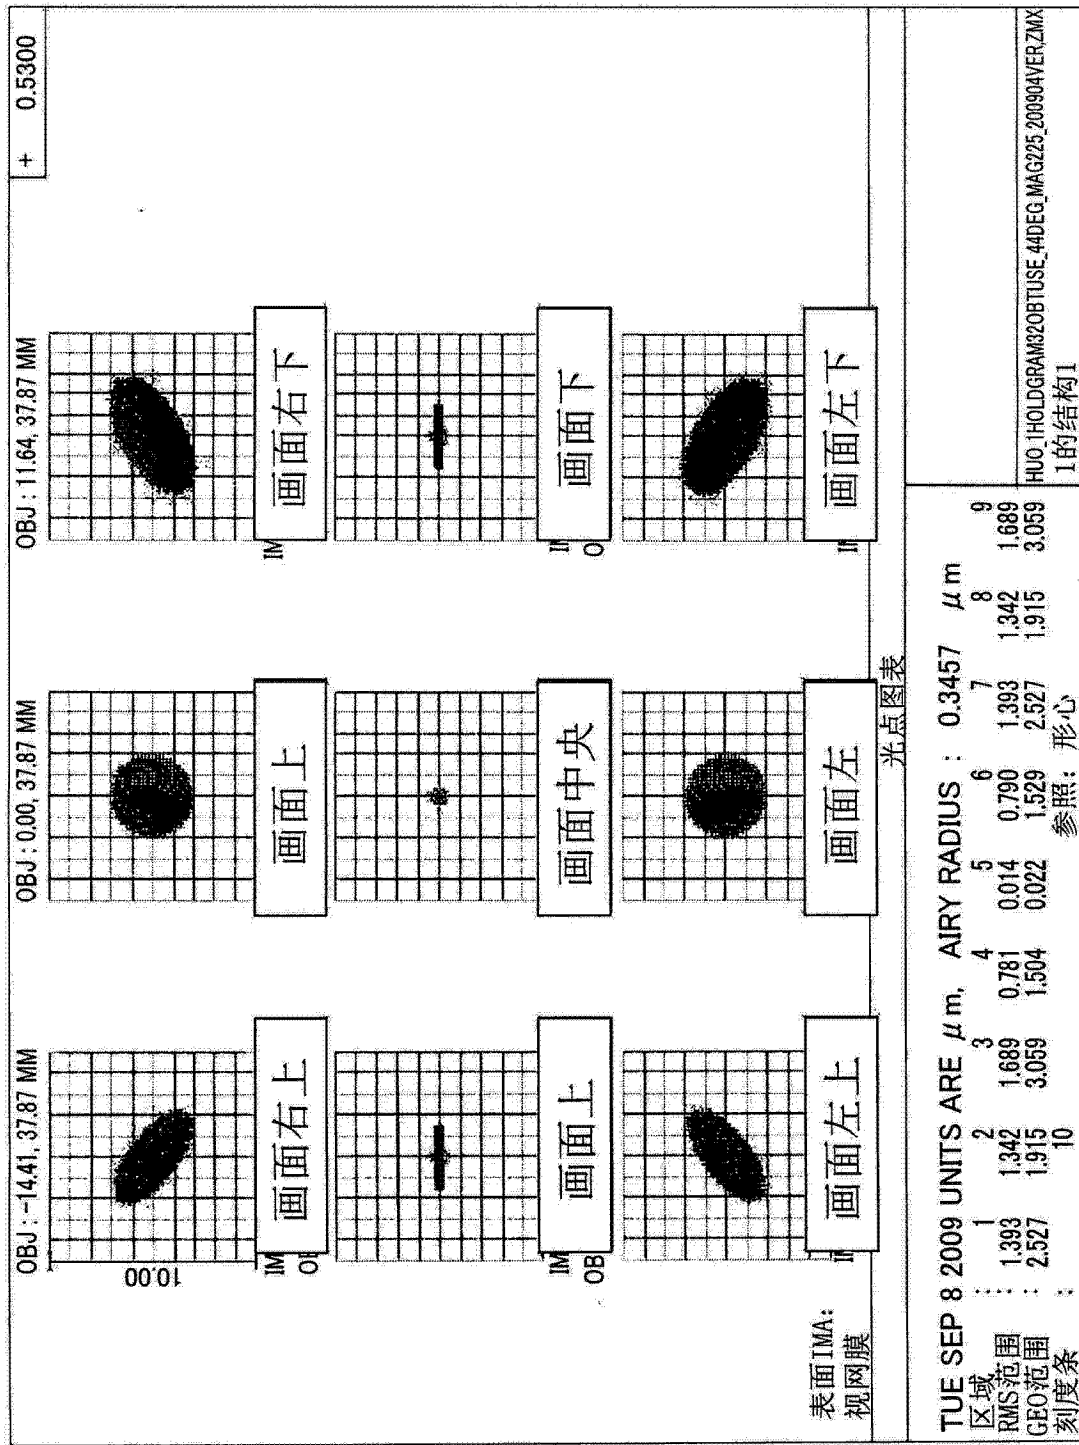 + 0.5300
OBJ : -14.41, 37.87 MM
OBJ : 0.00, 37.87 MM
OBJ : 11.64, 37.87 MM
10.00
IM
OB
画面右上
画面上
IM
画面右下
IM
OB
画面上
画面中央
IM
O
画面下
画面左上
画面左
画面左下
表面IMA:
视网膜
光点图表
TUE SEP 8 2009 UNITS ARE μm, AIRY RADIUS : 0.3457 μm
区域 : 1 2 3 4 5 6 7 8 9
RMS范围 : 1.393 1.342 1.689 0.781 0.014 0.790 1.393 1.342 1.689
GEO范围 : 2.527 1.915 3.059 1.504 0.022 1.529 2.527 1.915 3.059
刻度条 : 10 参照: 形心
HUO_1HOLDGRAM32OBTUSE_44DEG_MAG225_200904VER.ZMX
1的结构1